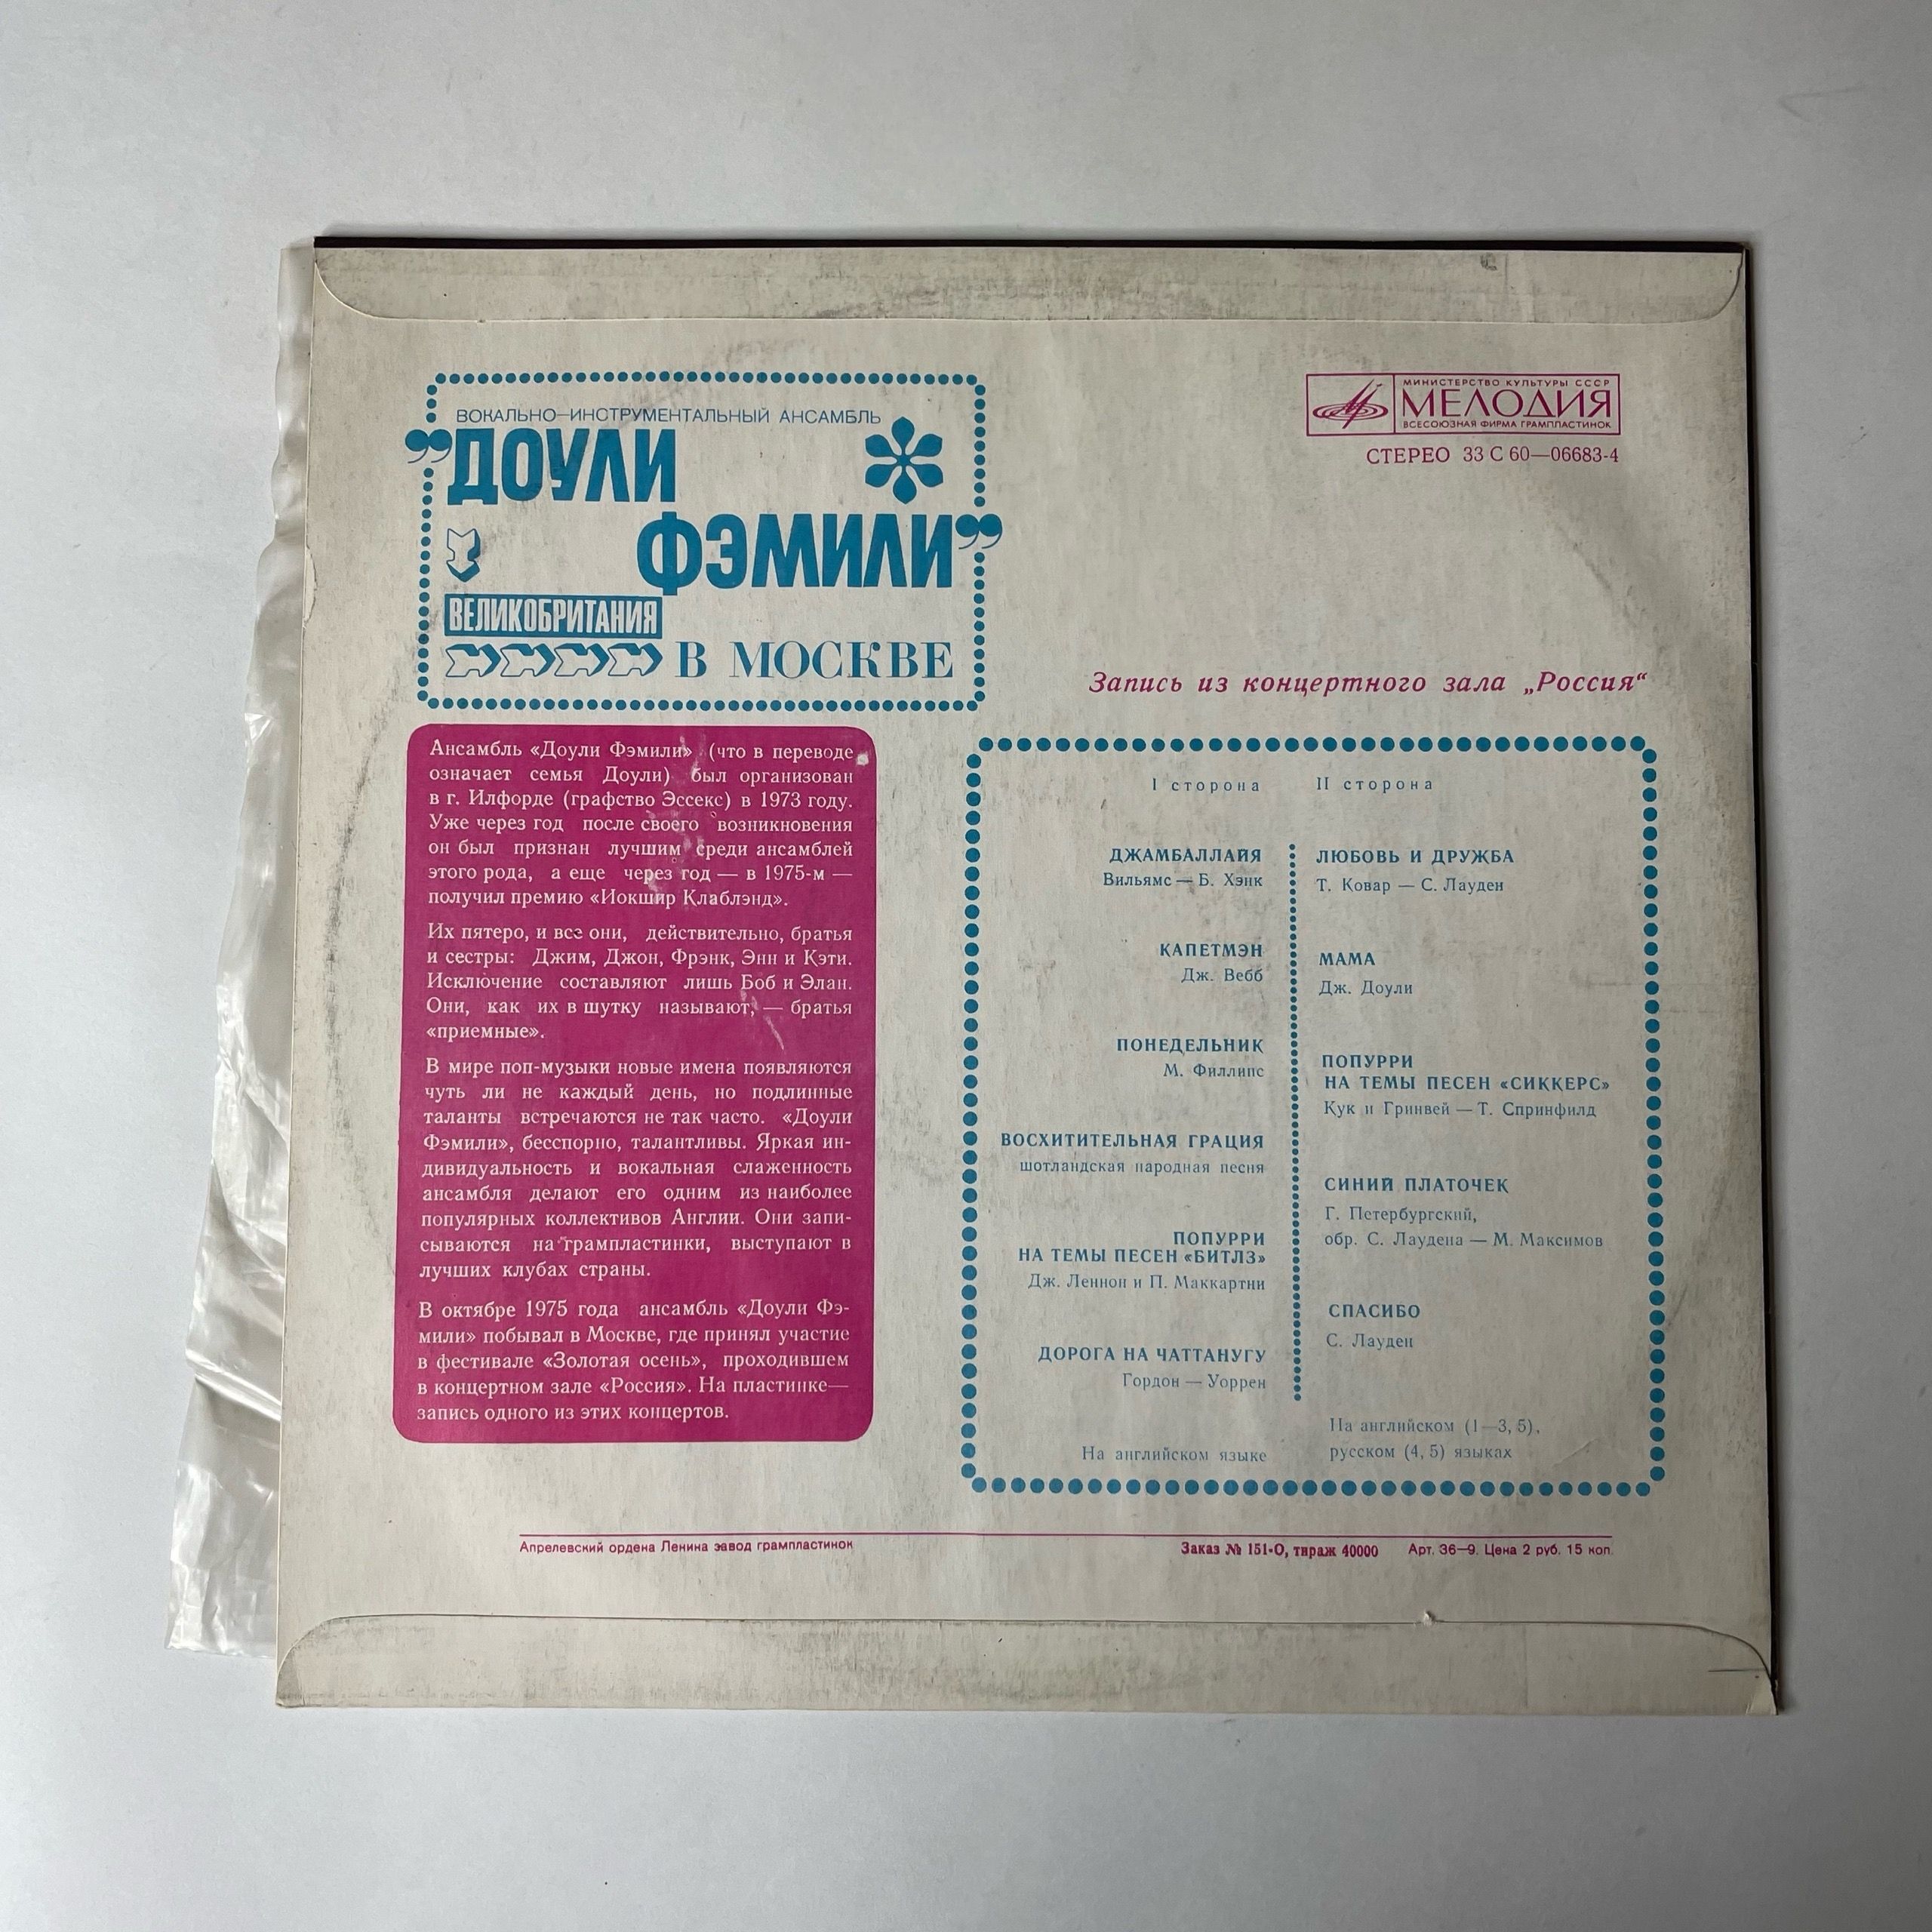 ВОКАЛЬНО—ИНСТРУМЕНТАЛЬНЫЙ АНСАМБЛЬ
”ДОУЛИ
ФЭМИЛИ”
ВЕЛИКОБРИТАНИЯ
В МОСКВЕ
МИНИСТЕРСТВО КУЛЬТУРЫ СССР
МЕЛОДИЯ
ВСЕСОЮЗНАЯ ФИРМА ГРАМПЛАСТИНОК
СТЕРЕО 33 С 60—06683-4
Запись из концертного зала „Россия“
Ансамбль «Доули Фэмили» (что в переводе
означает семья Доули) был организован
в г. Илфорде (графство Эссекс) в 1973 году.
Уже через год после своего возникновения
он был признан лучшим среди ансамблей
этого рода, а еще через год — в 1975-м —
получил премию «Иокшир Клаблэнд».
Их пятеро, и все они, действительно, братья
и сестры: Джим, Джон, Фрэнк, Энн и Кэти.
Исключение составляют лишь Боб и Элан.
Они, как их в шутку называют, — братья
«приемные».
В мире поп-музыки новые имена появляются
чуть ли не каждый день, но подлинные
таланты встречаются не так часто. «Доули
Фэмили», бесспорно, талантливы. Яркая ин-
дивидуальность и вокальная слаженность
ансамбля делают его одним из наиболее
популярных коллективов Англии. Они запи-
сываются на грампластинки, выступают в
лучших клубах страны.
В октябре 1975 года ансамбль «Доули Фэ-
мили» побывал в Москве, где принял участие
в фестивале «Золотая осень», проходившем
в концертном зале «Россия». На пластинке—
запись одного из этих концертов.
I сторона
ДЖАМБАЛЛАЙЯ
Вильямс — Б. Хэнк
КАПЕТМЭН
Дж. Вебб
ПОНЕДЕЛЬНИК
М. Филлипс
ВОСХИТИТЕЛЬНАЯ ГРАЦИЯ
шотландская народная песня
ПОПУРРИ
НА ТЕМЫ ПЕСЕН «БИТЛЗ»
Дж. Леннон и П. Маккартни
ДОРОГА НА ЧАТТАНУГУ
Гордон — Уоррен
На английском языке
II сторона
ЛЮБОВЬ И ДРУЖБА
Т. Ковар — С. Лауден
МАМА
Дж. Доули
ПОПУРРИ
НА ТЕМЫ ПЕСЕН «СИККЕРС»
Кук и Гринвей — Т. Спринфилд
СИНИЙ ПЛАТОЧЕК
Г. Петербургский,
обр. С. Лаудена — М. Максимов
СПАСИБО
С. Лауден
На английском (1—3, 5),
русском (4, 5) языках
Апрелевский ордена Ленина завод грампластинок
Заказ № 151-О, тираж 40000 Арт. 36—9. Цена 2 руб. 15 коп.